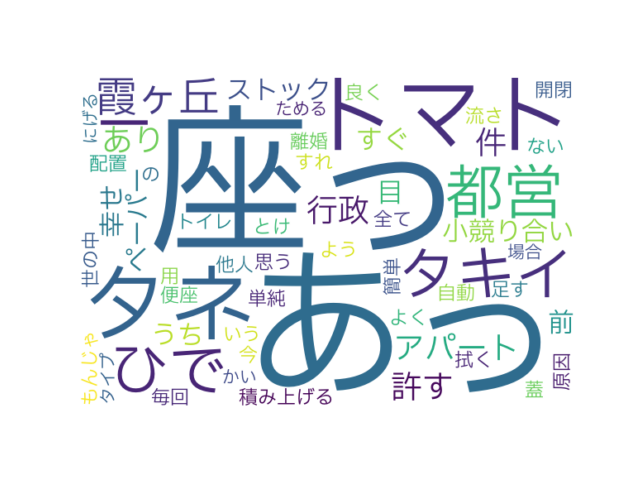 霞ヶ丘
ストック
ためる
良く
トマト
開閉
にげる
あり
離婚
すれ
すぐ
流さ
件
ない
配置
の
座っ
目
都営
幸せ
ペーパー
トイレ
とけ
行政
全て
小競り合い
世の中
タネ
他人
思う
よう
簡単
タキイ
場合
用
便座
単純
あっ
自動
足す
うち
いう
今
よく
アパート
前
もんじゃ
タイプ
ひで
かい
拭く
毎回
積み上げる
許す
蓋
原因